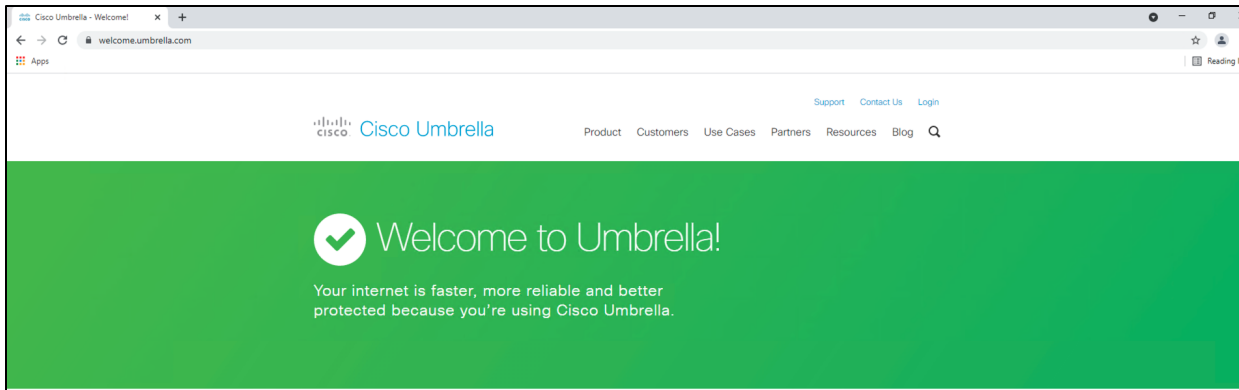 Cisco Umbrella - Welcome!
welcome.umbrella.com
Apps
Reading
Support Contact Us Login
cisco Cisco Umbrella
Product Customers Use Cases Partners Resources Blog
Welcome to Umbrella!
Your internet is faster, more reliable and better
protected because you're using Cisco Umbrella.